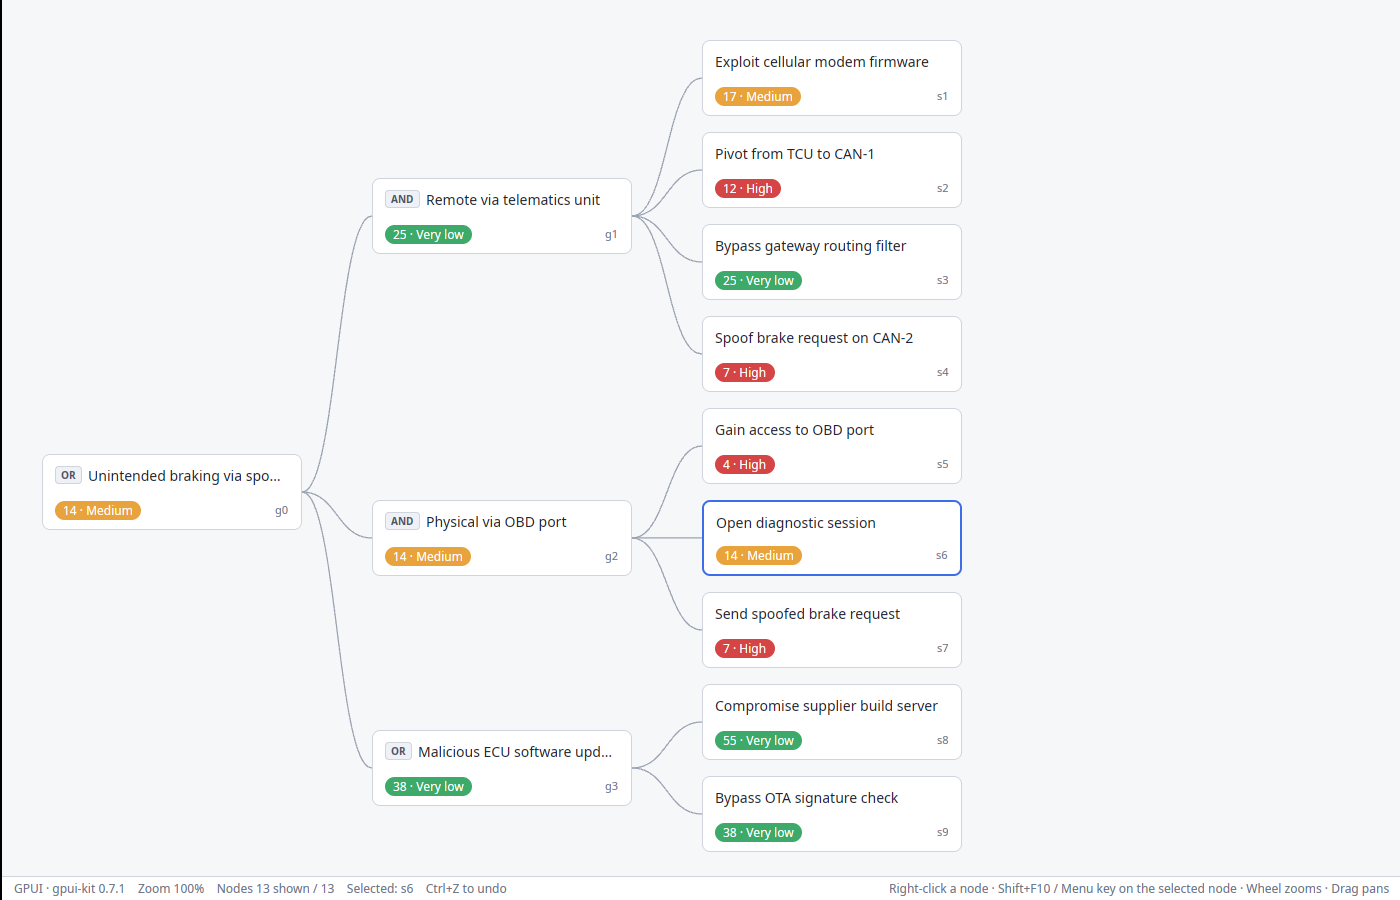 Exploit cellular modem firmware
17 · Medium
s1
Pivot from TCU to CAN-1
12 · High
s2
AND Remote via telematics unit
25 · Very low
g1
Bypass gateway routing filter
25 · Very low
s3
Spoof brake request on CAN-2
7 · High
s4
Gain access to OBD port
4 · High
s5
OR Unintended braking via spo...
14 · Medium
g0
AND Physical via OBD port
14 · Medium
g2
Open diagnostic session
14 · Medium
s6
Send spoofed brake request
7 · High
s7
Compromise supplier build server
55 · Very low
s8
OR Malicious ECU software upd...
38 · Very low
g3
Bypass OTA signature check
38 · Very low
s9
GPUI · gpui-kit 0.7.1 Zoom 100% Nodes 13 shown / 13 Selected: s6 Ctrl+Z to undo
Right-click a node · Shift+F10 / Menu key on the selected node · Wheel zooms · Drag pans